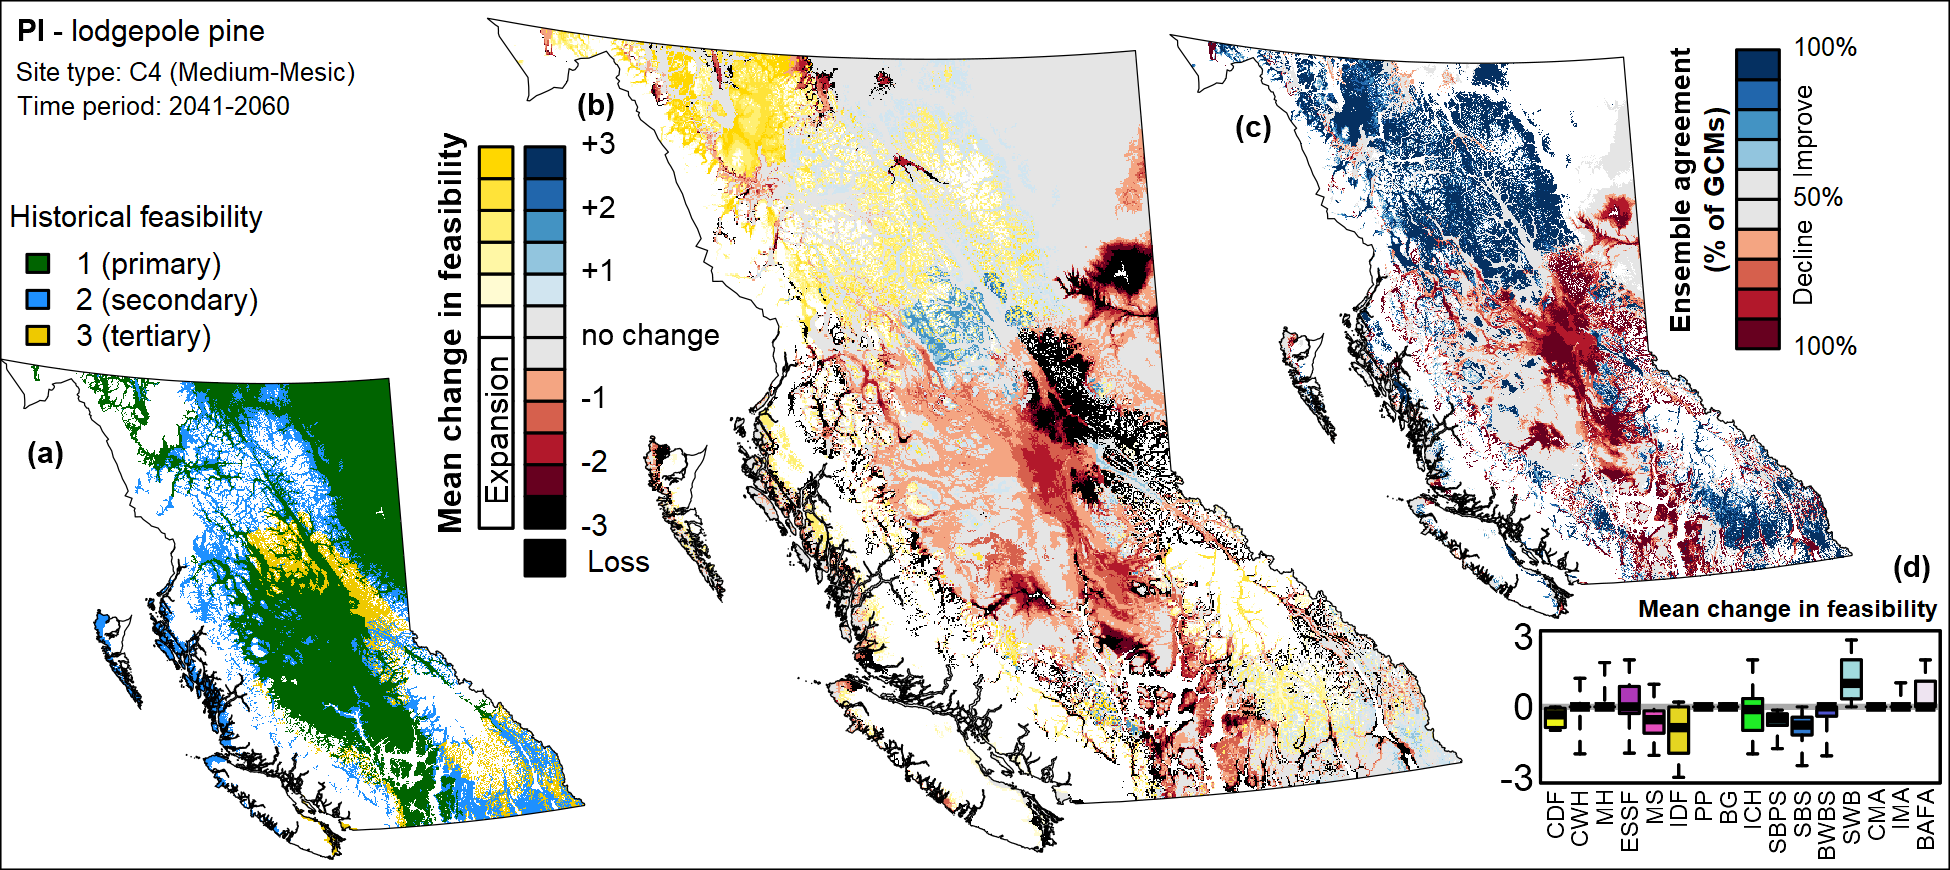 Pl - lodgepole pine
Site type: C4 (Medium-Mesic)
Time period: 2041-2060
Historical feasibility
1 (primary)
2 (secondary)
3 (tertiary)
(a)
(b)
Mean change in feasibility
Expansion
+3
+2
+1
no change
-1
-2
-3
Loss
(c)
Ensemble agreement
(% of GCMs)
100%
Improve
50%
Decline
100%
(d)
Mean change in feasibility
3
0
-3
CDF
CWH
MH
ESSF
MS
IDF
PP
BG
ICH
SBPS
SBS
BWBS
SWB
CMA
IMA
BAFA